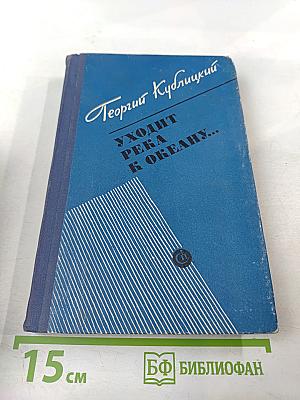 Георгий Кублицкий
УХОДИТ
РЕКА
К ОКЕАНУ...
15 см
БФ БИБЛИОФАН